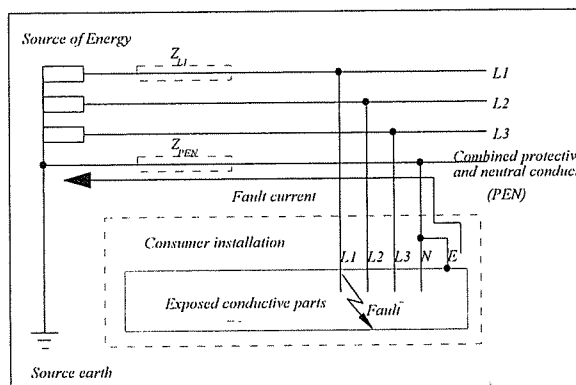 Source of Energy
Z_L1
L1
L2
L3
Z_PEN
Combined protective
and neutral conduc
(PEN)
Fault current
Consumer installation
L1 L2 L3 N E
Exposed conductive parts
Fault
Source earth